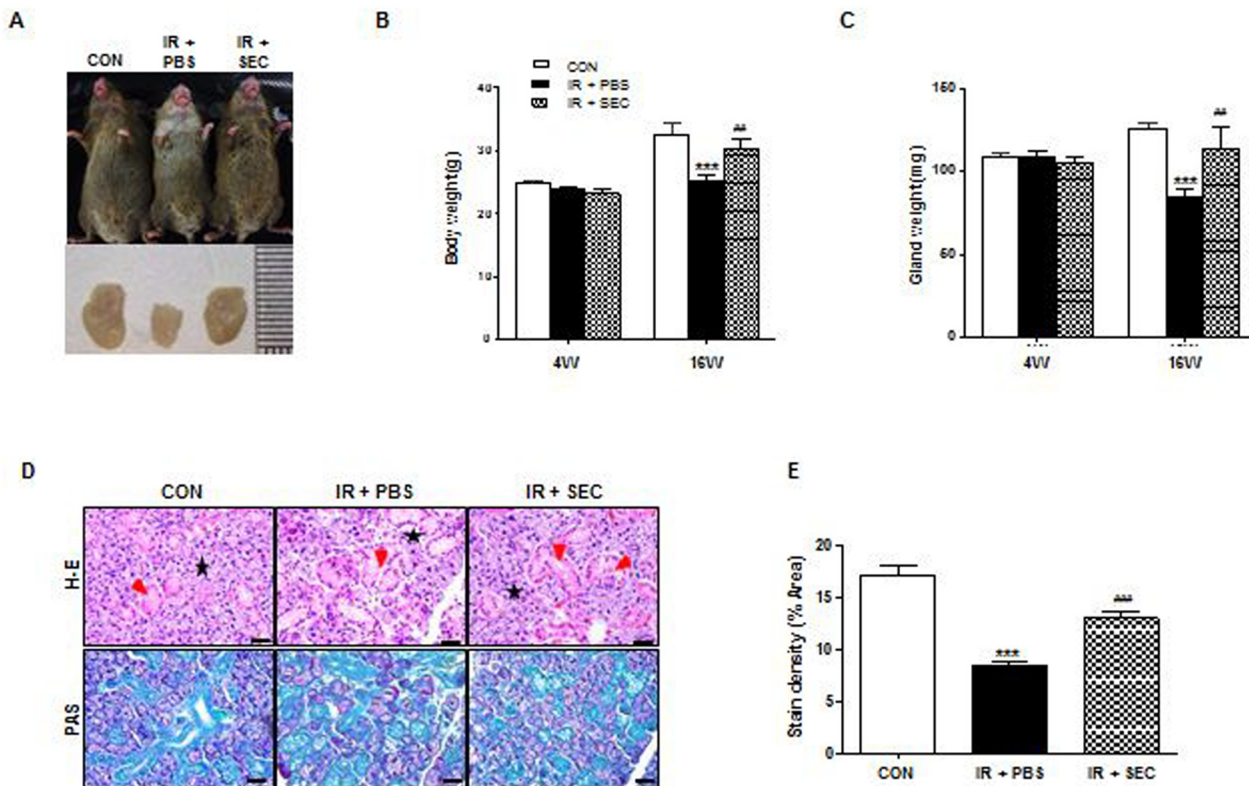 A
CON
IR +
PBS
IR +
SEC
B
CON
IR + PBS
IR + SEC
Body weight(g)
40
30
20
10
0
***
##
4W
16W
C
Gland weight(mg)
150
100
50
0
***
##
4W
16W
D
CON
IR + PBS
IR + SEC
H-E
PAS
E
Stain density (% Area)
20
15
10
5
0
***
###
CON
IR + PBS
IR + SEC